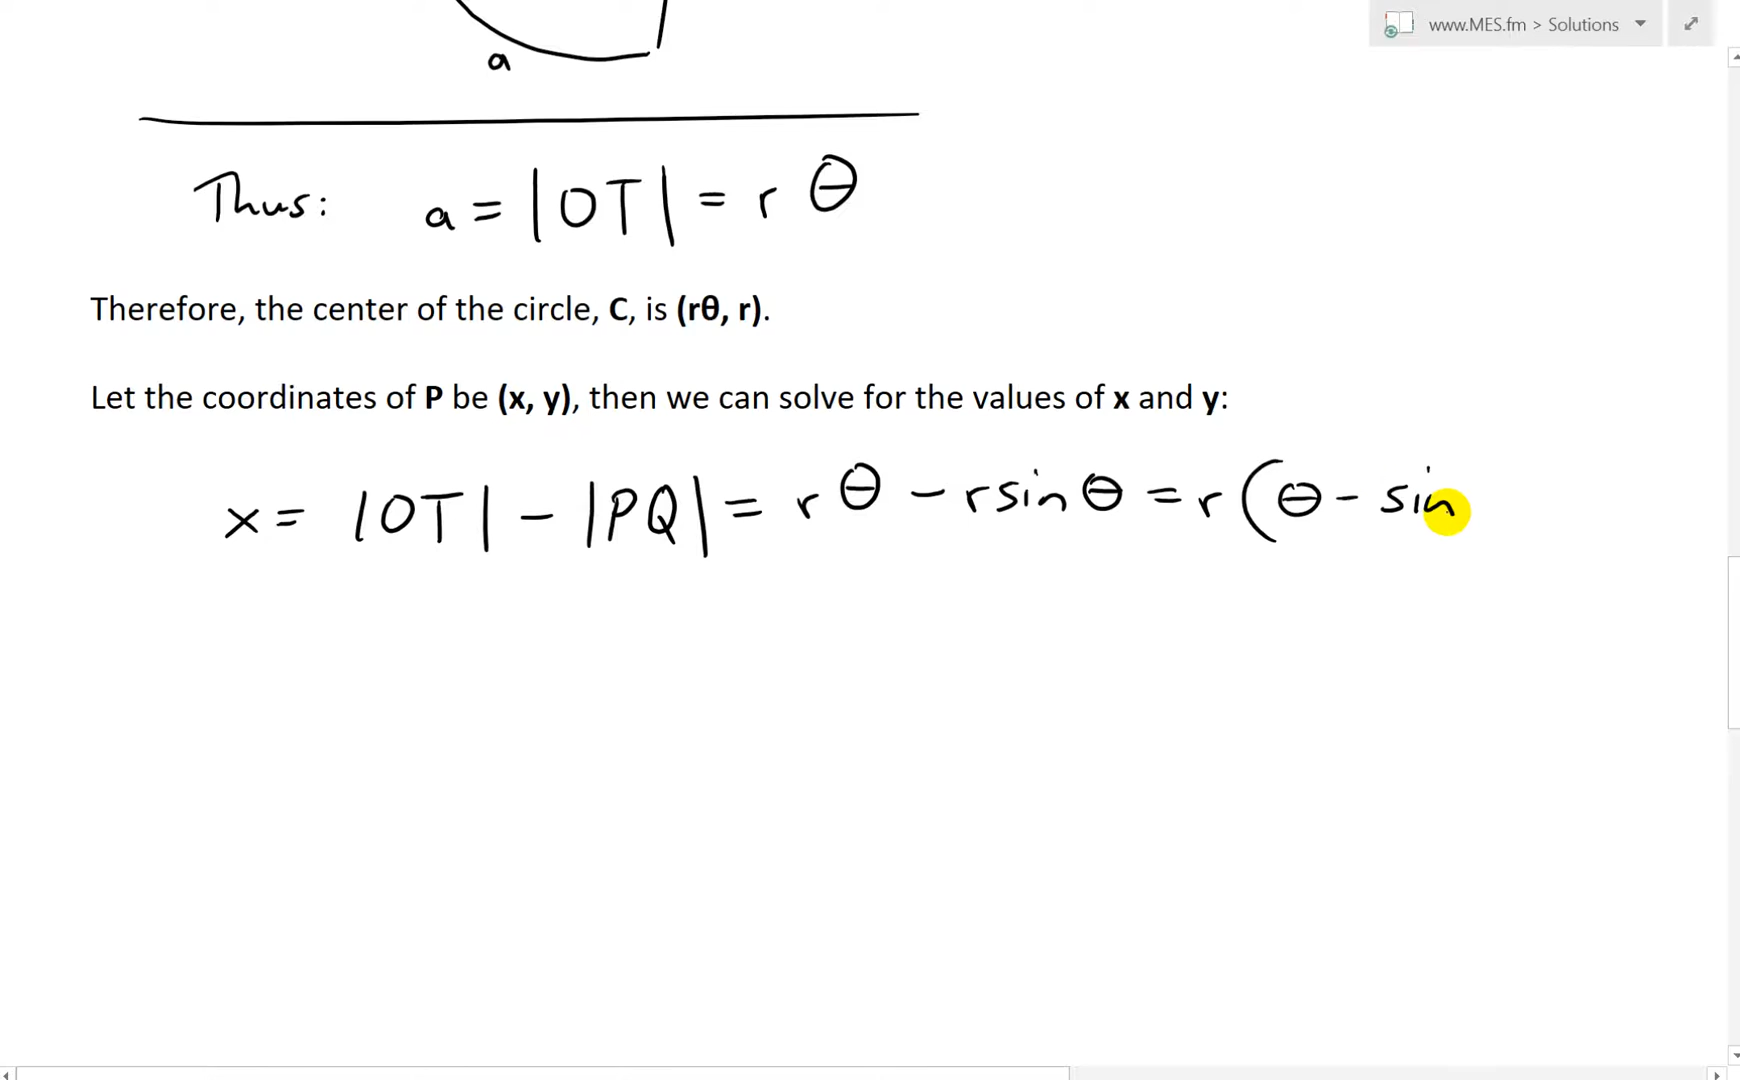 www.MES.fm > Solutions
a
Thus: a = |OT| = r θ
Therefore, the center of the circle, C, is (rθ, r).
Let the coordinates of P be (x, y), then we can solve for the values of x and y:
x = |OT| - |PQ| = r θ - r sin θ = r (θ - sin